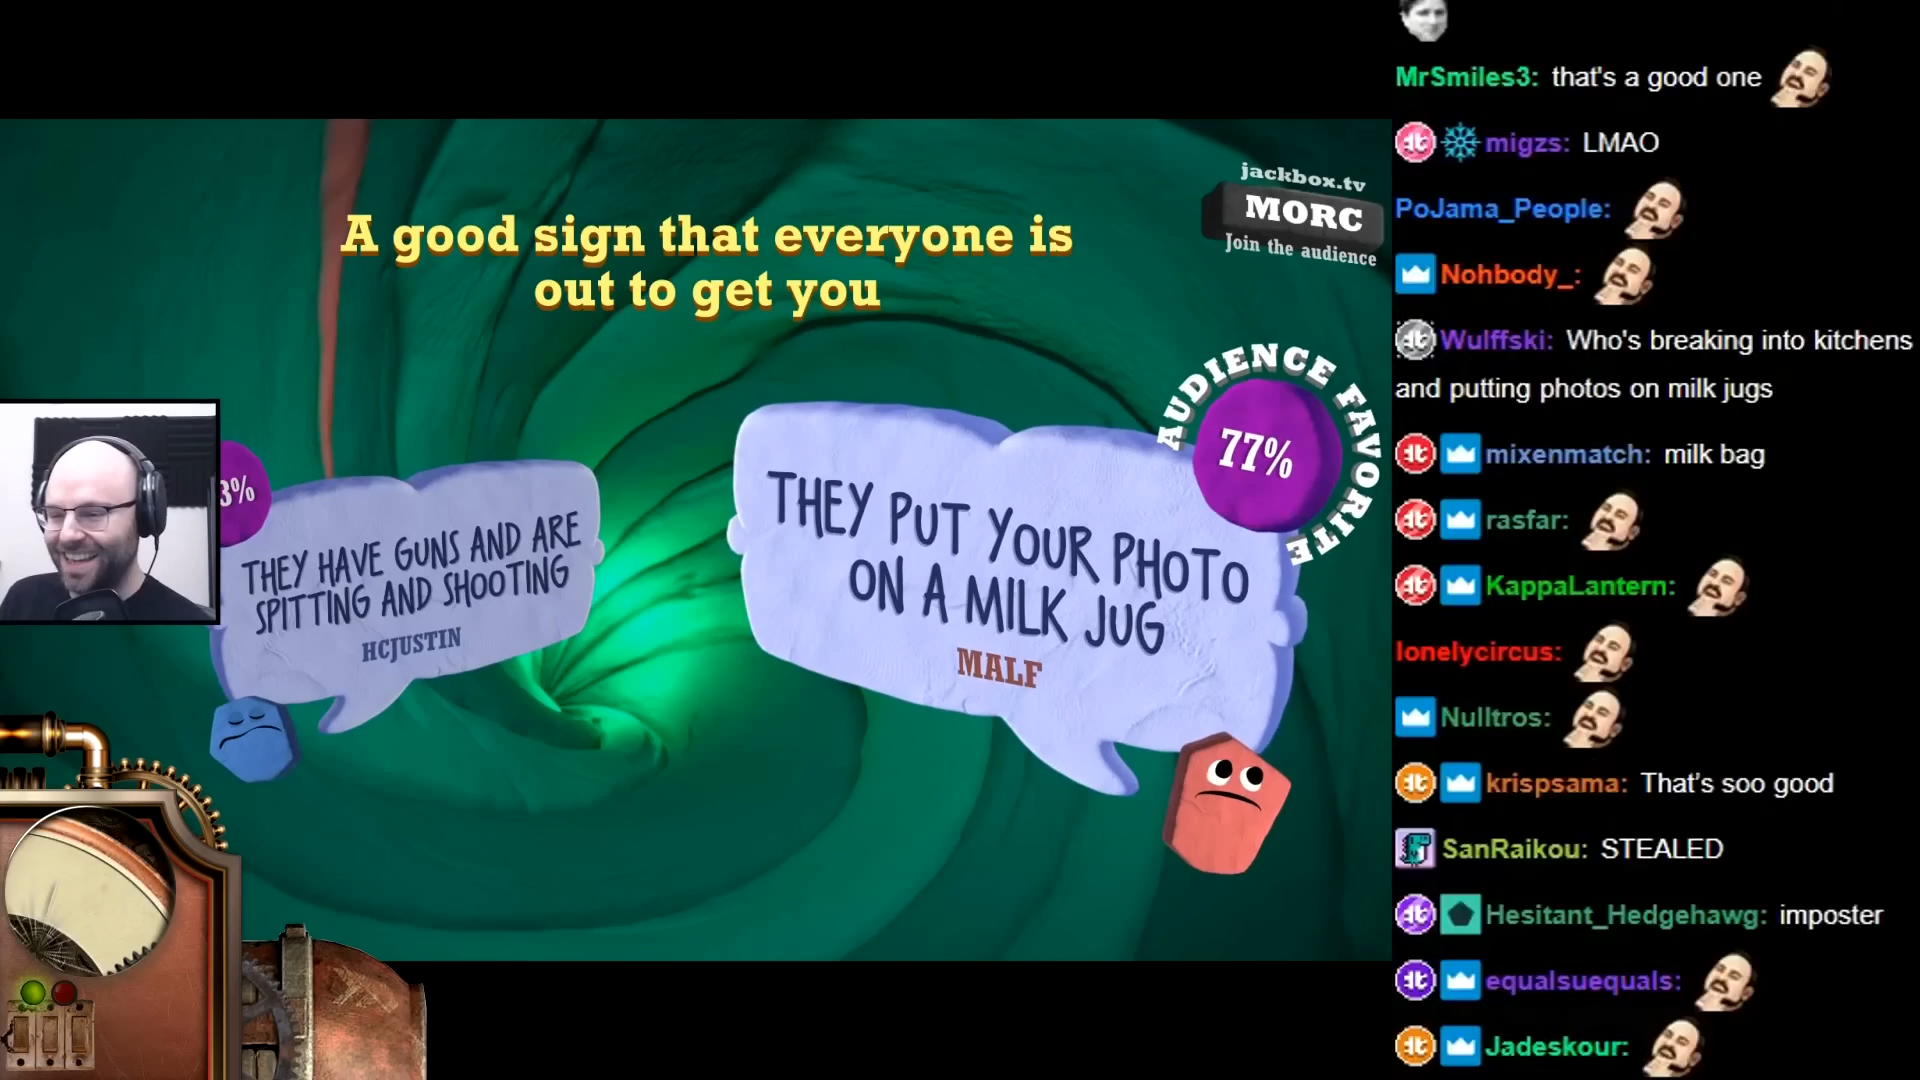 jackbox.tv
MORC
Join the audience
A good sign that everyone is
out to get you
3%
THEY HAVE GUNS AND ARE
SPITTING AND SHOOTING
HCJUSTIN
AUDIENCE FAVORITE
77%
THEY PUT YOUR PHOTO
ON A MILK JUG
MALF
MrSmiles3: that's a good one
migzs: LMAO
PoJama_People:
Nohbody_:
Wulffski: Who's breaking into kitchens
and putting photos on milk jugs
mixenmatch: milk bag
rasfar:
KappaLantern:
lonelycircus:
Nulltros:
krispsama: That's soo good
SanRaikou: STEALED
Hesitant_Hedgehawg: imposter
equalsuequals:
Jadeskour: